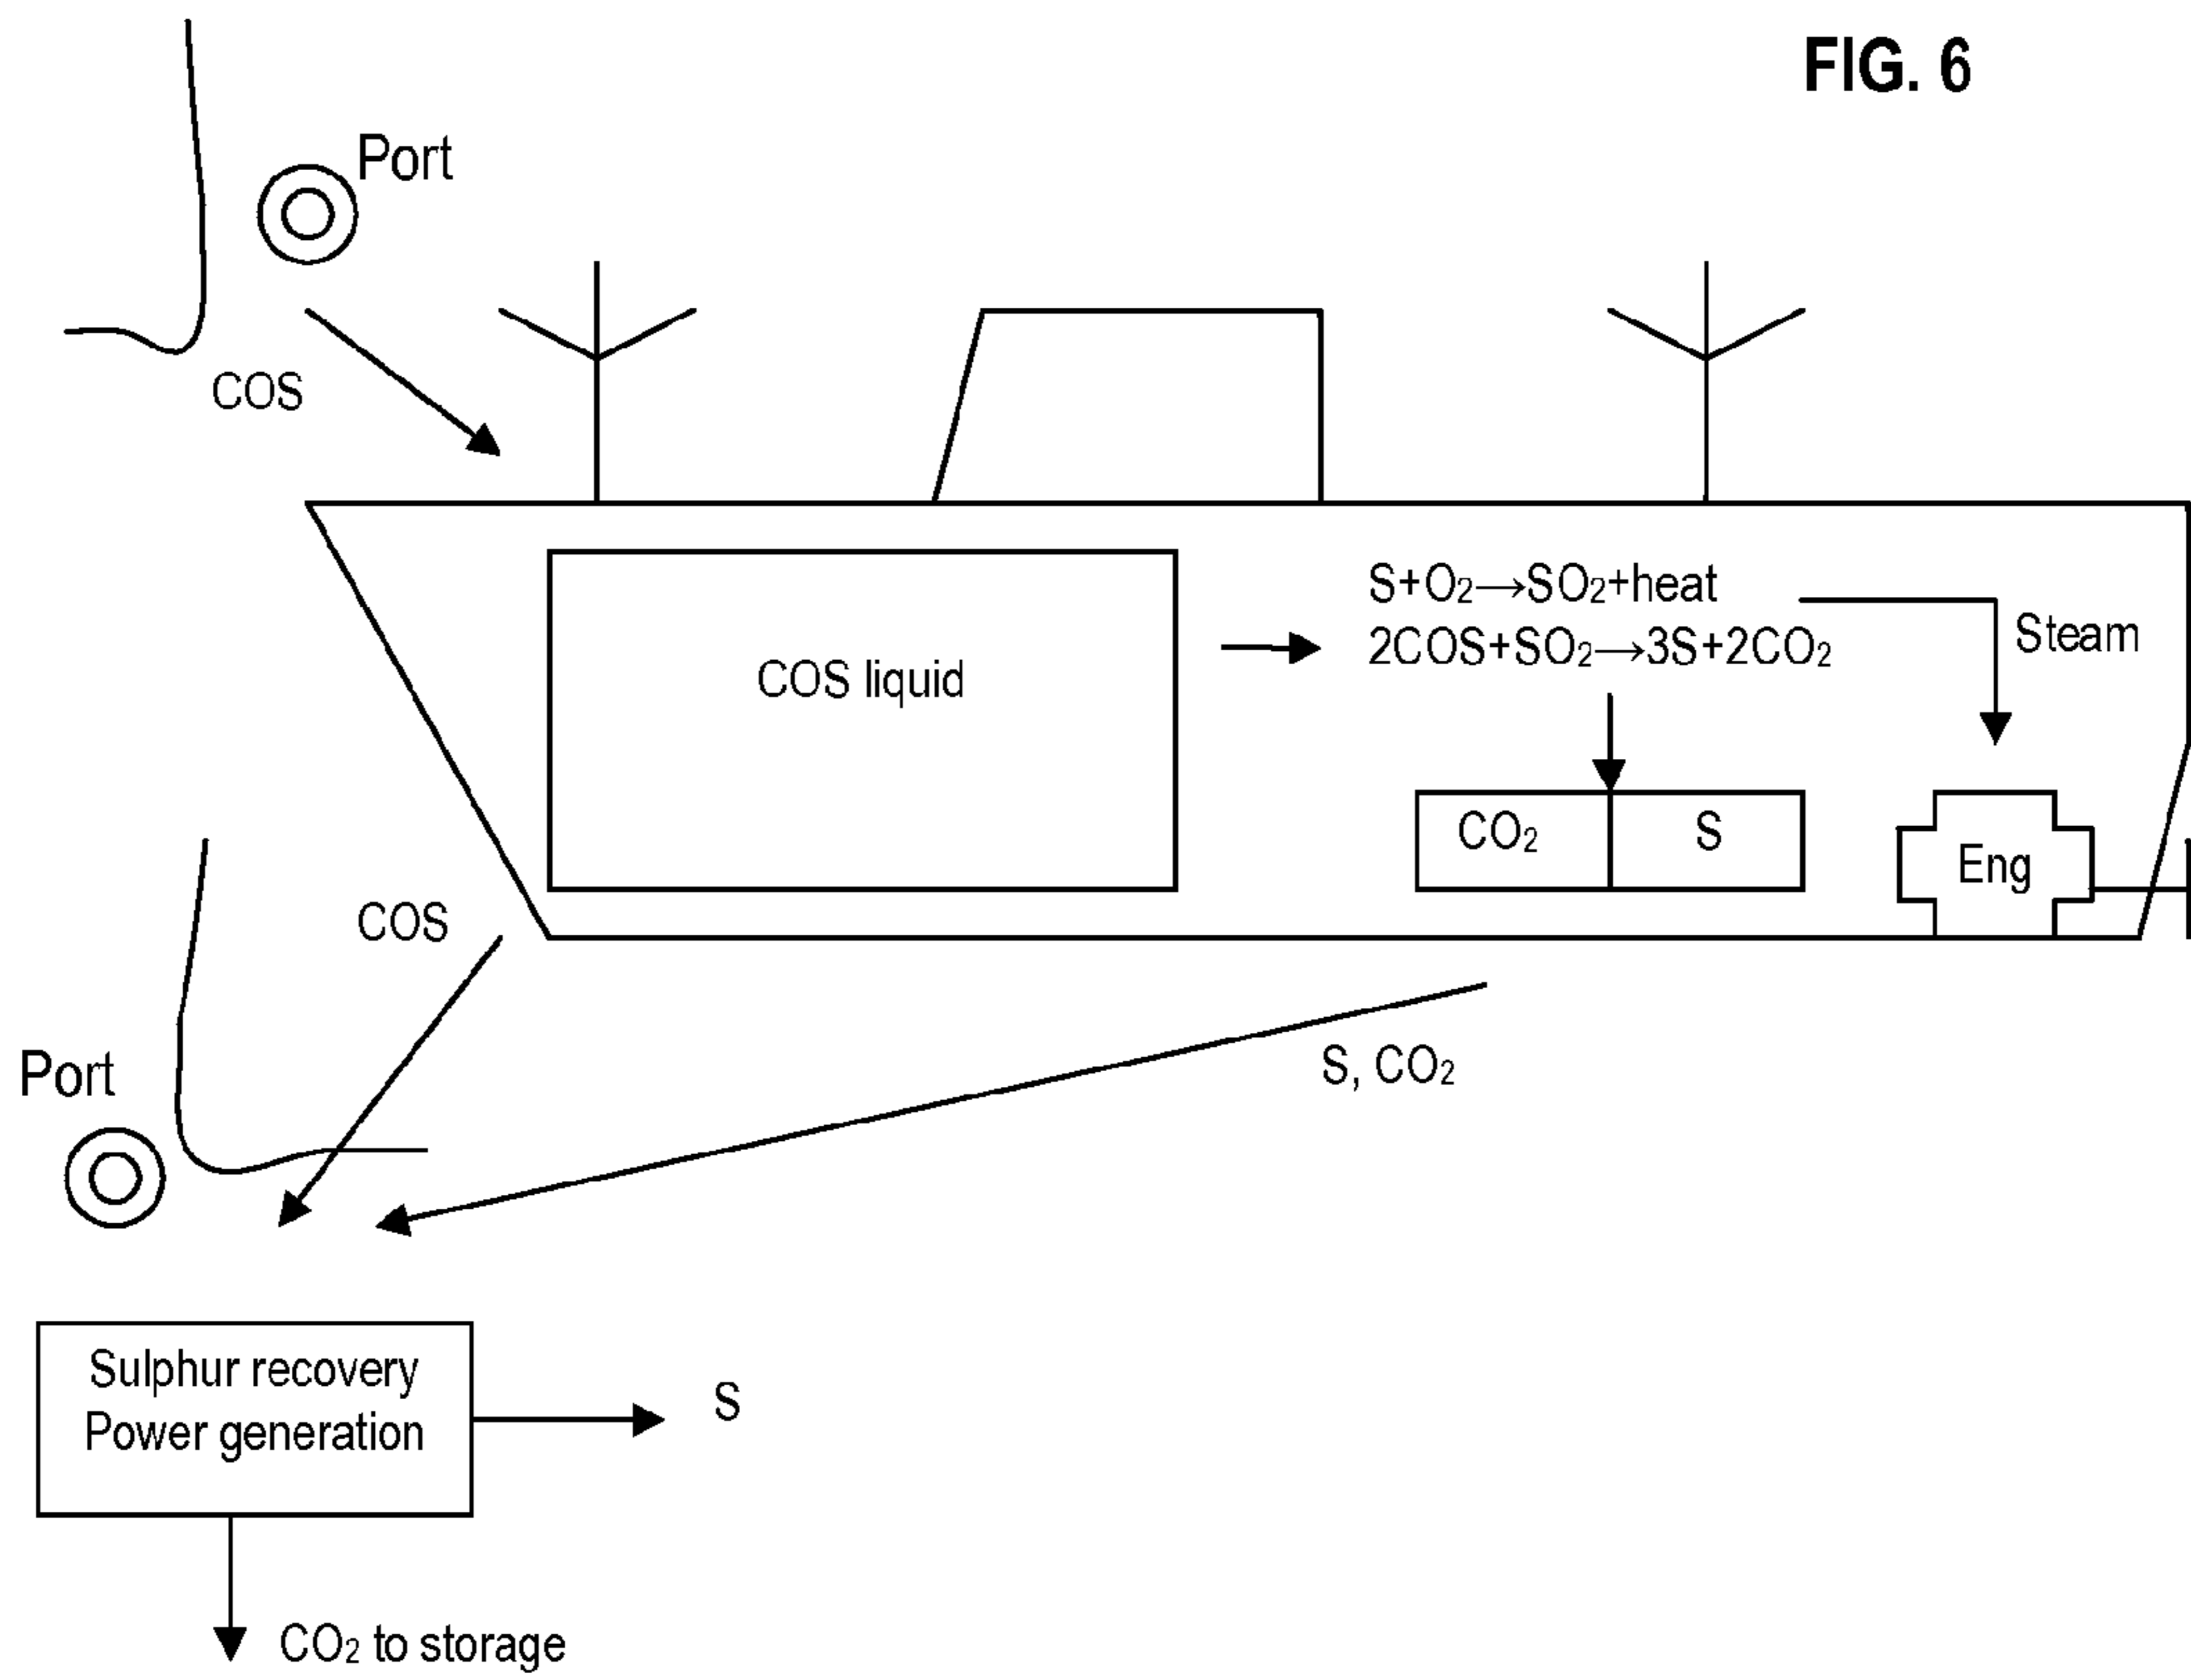 FIG. 6
Port
COS
S+O₂→SO₂+heat
2COS+SO₂→3S+2CO₂
Steam
COS liquid
CO₂
S
Eng
COS
Port
S, CO₂
Sulphur recovery
Power generation
S
CO₂ to storage